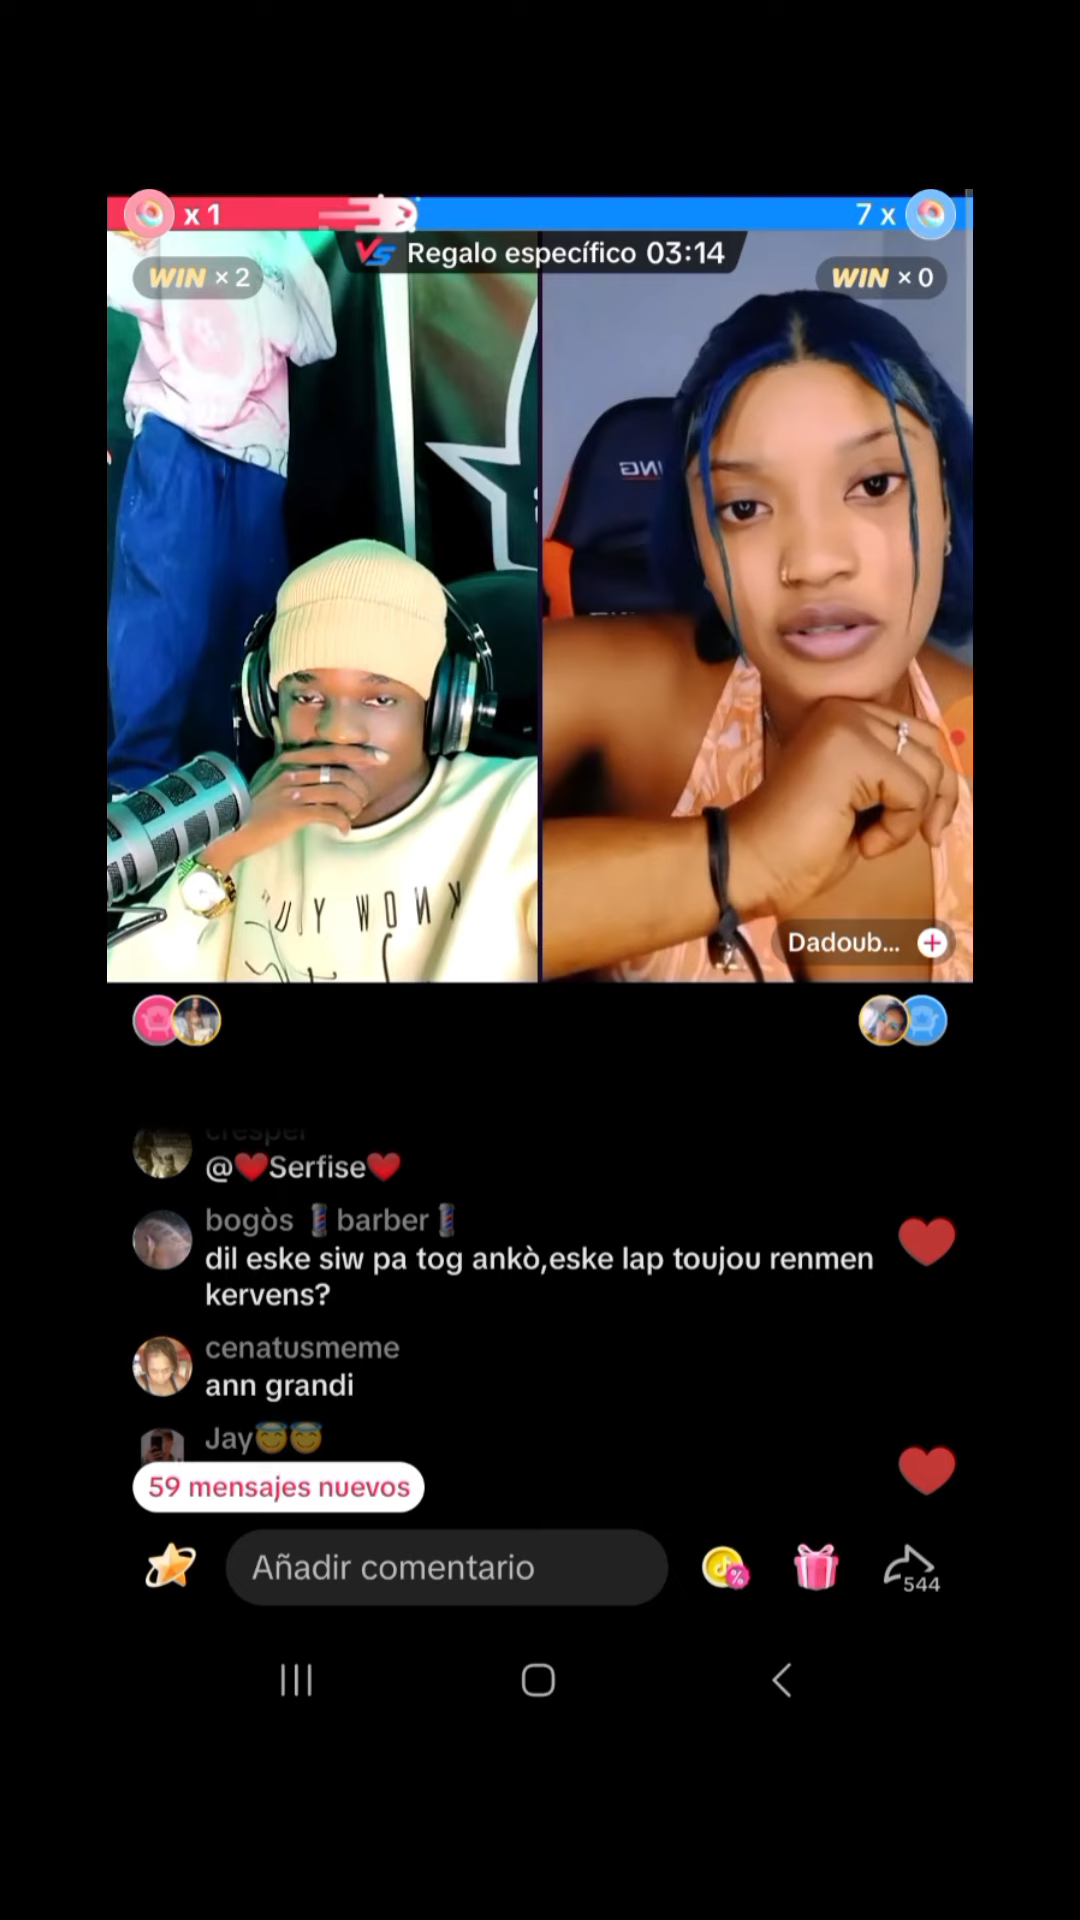 x 1
7 x
VS Regalo específico 03:14
WIN × 2
WIN × 0
Dadoub...
@❤️Serfise❤️
bogòs 💈barber💈
dil eske siw pa tog ankò,eske lap toujou renmen
kervens?
cenatusmeme
ann grandi
Jay😇😇
59 mensajes nuevos
Añadir comentario
544